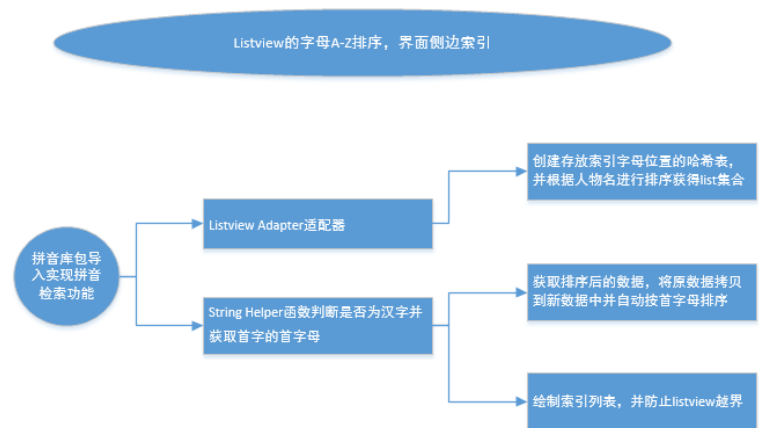 Listview的字母A-Z排序，界面侧边索引
创建存放索引字母位置的哈希表，
并根据人物名进行排序获得list集合
Listview Adapter适配器
拼音库包导
入实现拼音
检索功能
获取排序后的数据，将原数据拷贝
到新数据中并自动按首字母排序
String Helper函数判断是否为汉字并
获取首字的首字母
绘制索引列表，并防止listview越界